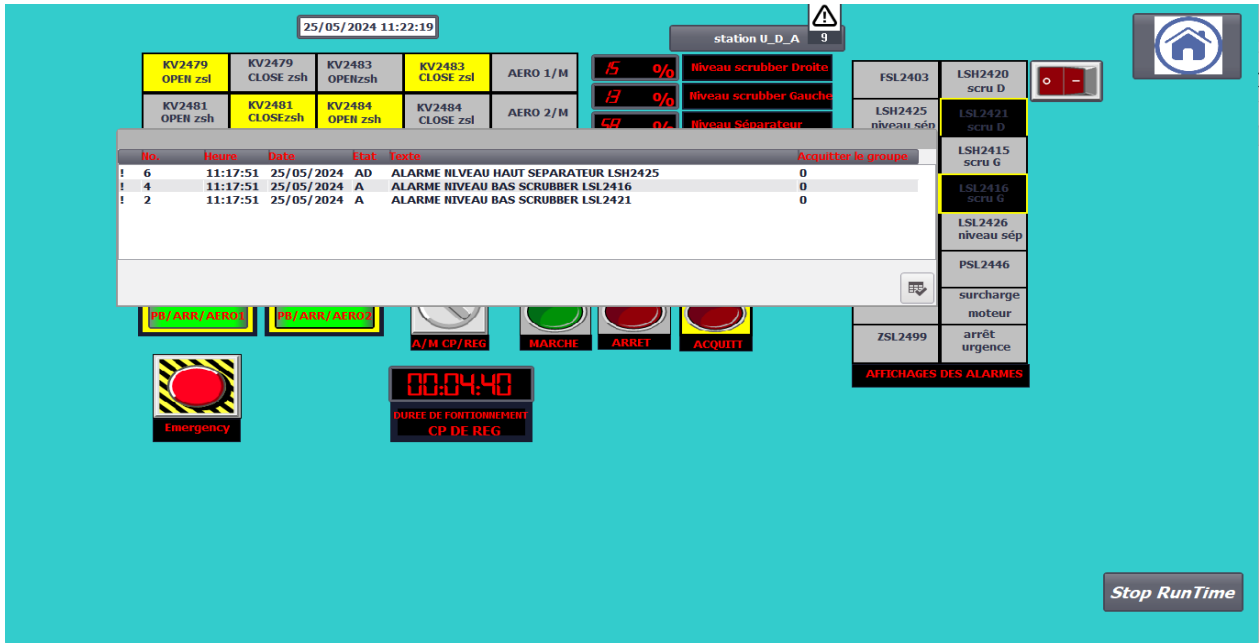 25/05/2024 11:22:19
station U_D_A 9
KV2479 OPEN zsl
KV2479 CLOSE zsh
KV2483 OPENzsh
KV2483 CLOSE zsl
AERO 1/M
15 %
Niveau scrubber Droite
KV2481 OPEN zsh
KV2481 CLOSEzsh
KV2484 OPEN zsh
KV2484 CLOSE zsl
AERO 2/M
13 %
Niveau scrubber Gauche
58 %
Niveau Séparateur
FSL2403
LSH2420 scru D
LSH2425 niveau sép
LSL2421 scru D
LSH2415 scru G
LSL2416 scru G
LSL2426 niveau sép
PSL2446
surcharge moteur
ZSL2499
arrêt urgence
AFFICHAGES DES ALARMES
No. Heure Date Etat Texte Acquitter le groupe
! 6 11:17:51 25/05/2024 AD ALARME NLVEAU HAUT SEPARATEUR LSH2425 0
! 4 11:17:51 25/05/2024 A ALARME NIVEAU BAS SCRUBBER LSL2416 0
! 2 11:17:51 25/05/2024 A ALARME NIVEAU BAS SCRUBBER LSL2421 0
PB/ARR/AERO1
PB/ARR/AERO2
A/M CP/REG
MARCHE
ARRET
ACQUITT
Emergency
00:04:40
DUREE DE FONTIONNEMENT
CP DE REG
Stop RunTime